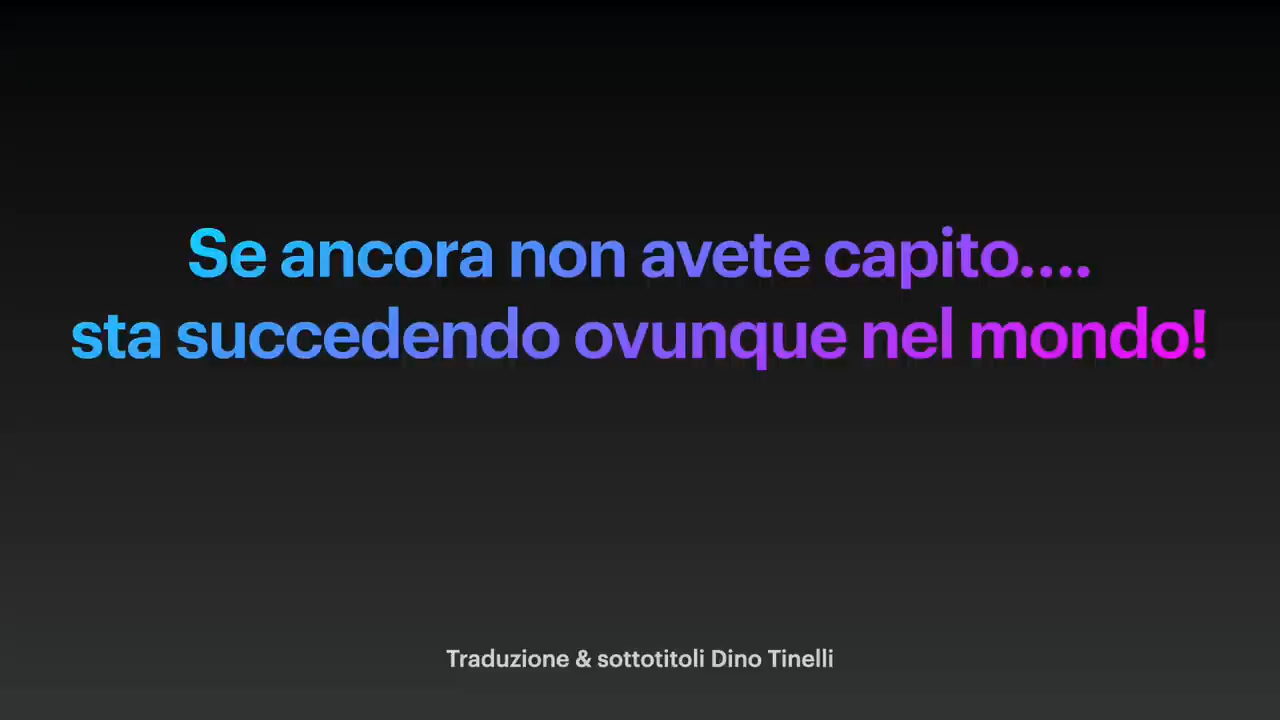 Se ancora non avete capito....
sta succedendo ovunque nel mondo!
Traduzione & sottotitoli Dino Tinelli